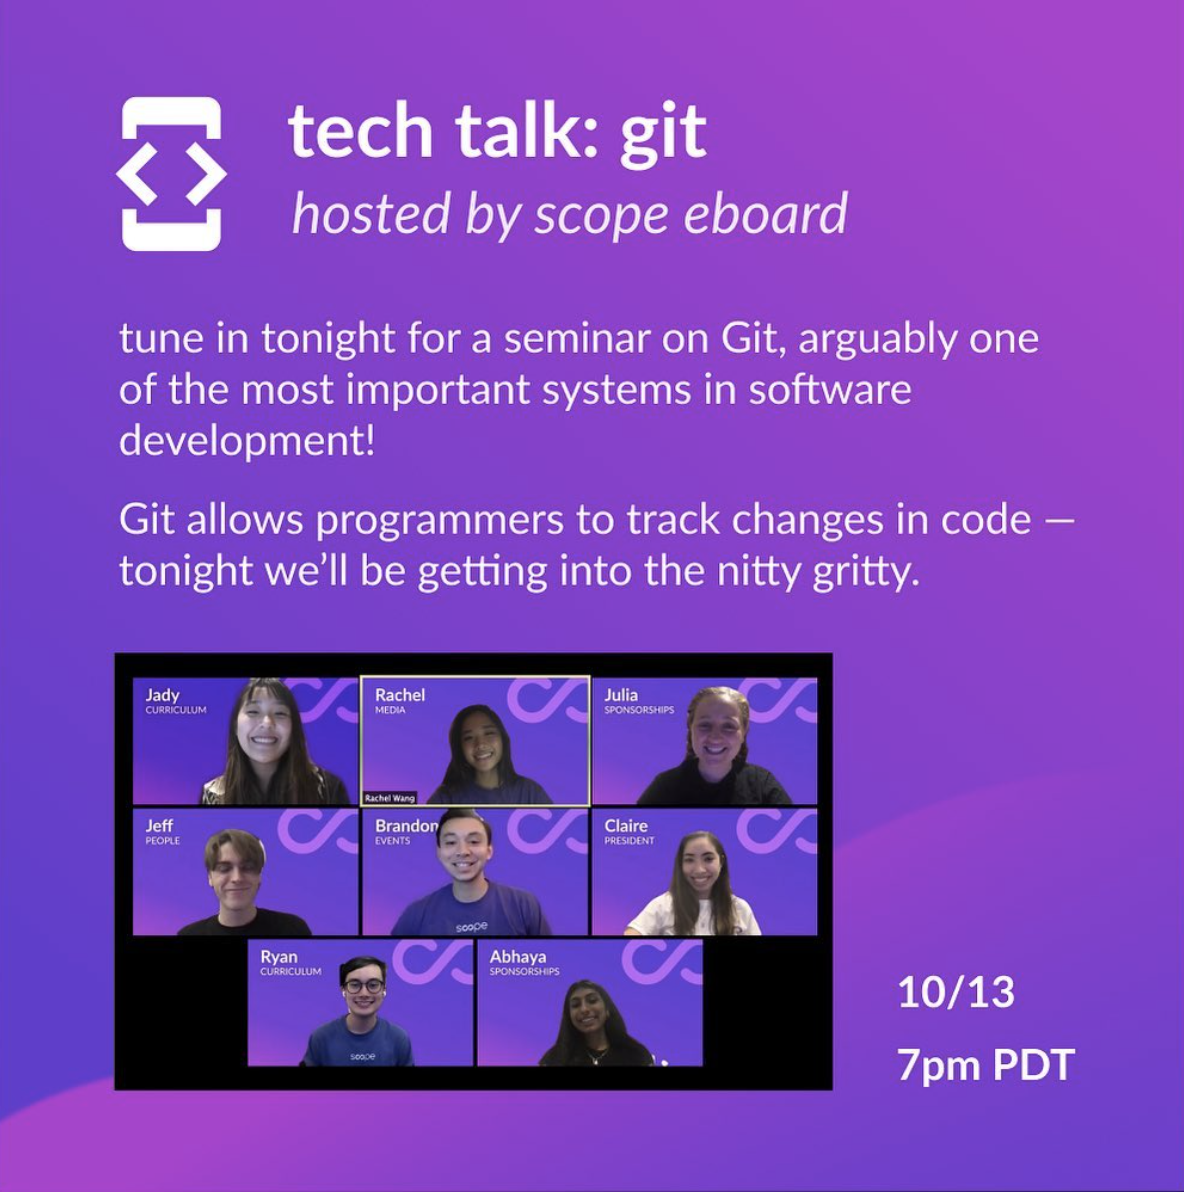 tech talk: git
hosted by scope eboard
tune in tonight for a seminar on Git, arguably one
of the most important systems in software
development!
Git allows programmers to track changes in code —
tonight we’ll be getting into the nitty gritty.
Jady
CURRICULUM
Rachel
MEDIA
Rachel Wang
Julia
SPONSORSHIPS
Jeff
PEOPLE
Brandon
EVENTS
scope
Claire
PRESIDENT
Ryan
CURRICULUM
scope
Abhaya
SPONSORSHIPS
10/13
7pm PDT